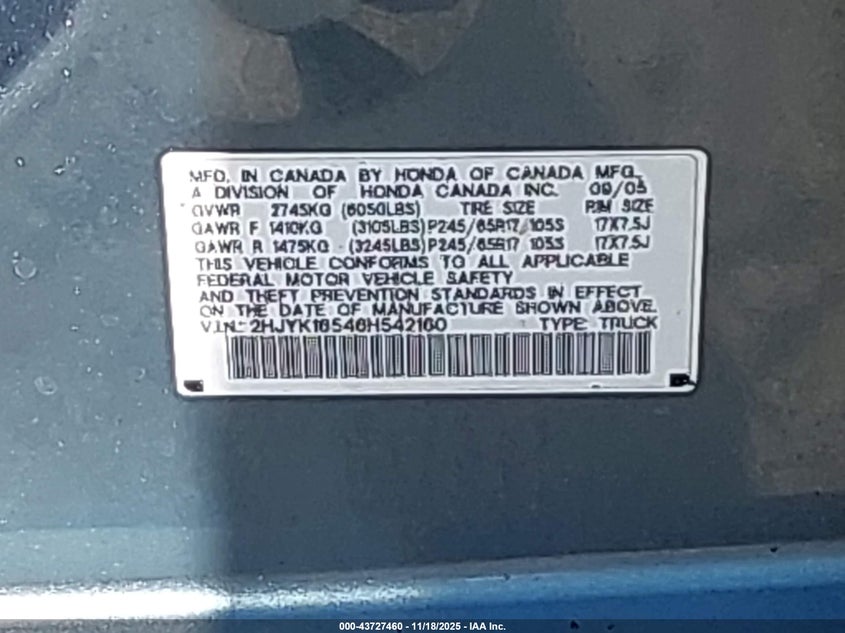 MFD. IN CANADA BY HONDA OF CANADA MFG.,
A DIVISION OF HONDA CANADA INC.
GVWR 2745KG (6050LBS) TIRE SIZE RIM SIZE
GAWR F 1410KG (3105LBS) P245/65R17 105S 17X7.5J
GAWR R 1475KG (3245LBS) P245/65R17 105S 17X7.5J
THIS VEHICLE CONFORMS TO ALL APPLICABLE
FEDERAL MOTOR VEHICLE SAFETY
AND THEFT PREVENTION STANDARDS IN EFFECT
ON THE DATE OF MANUFACTURE SHOWN ABOVE.
V.I.N.: TYPE: TRUCK
000-43727460 - 11/18/2025 - IAA Inc.